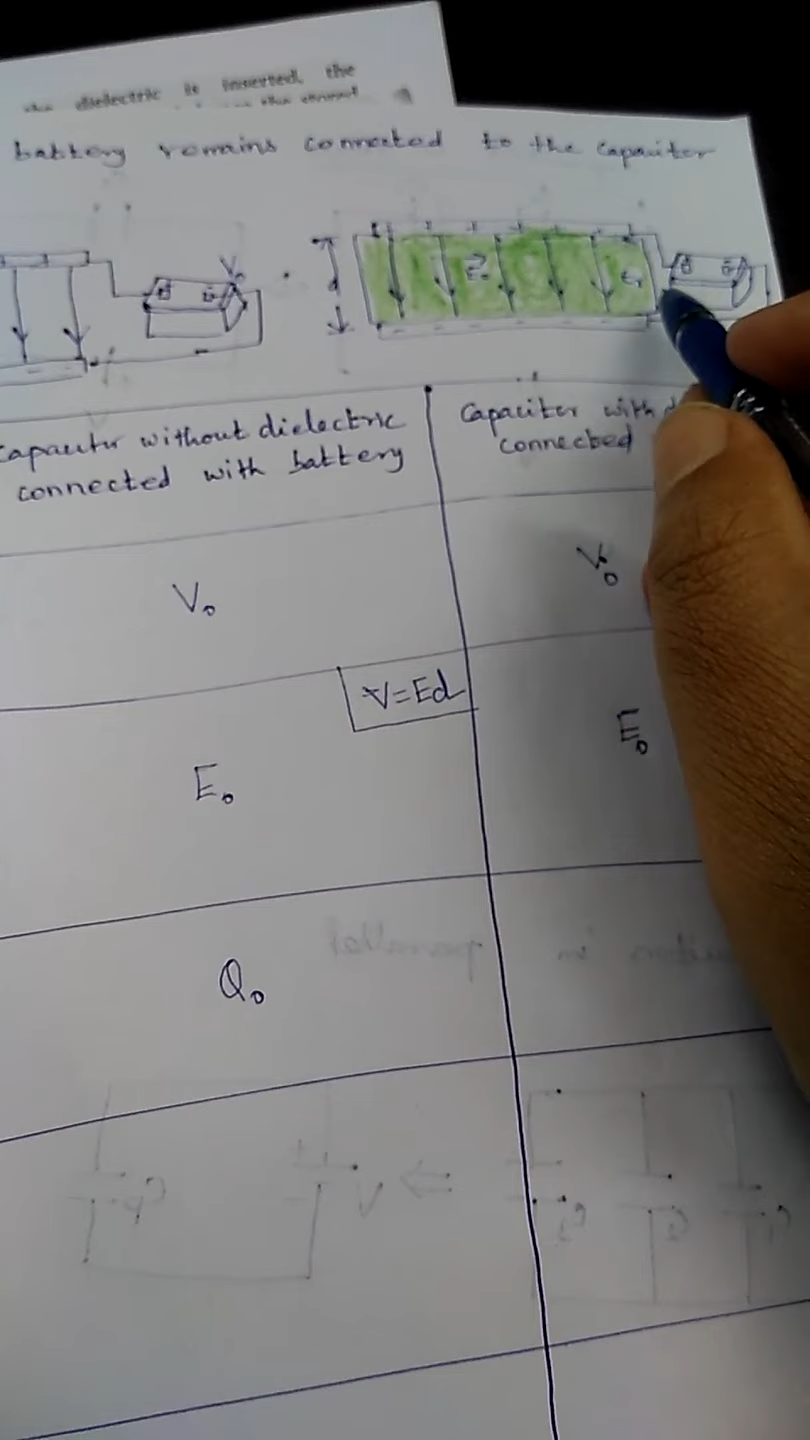 dielectric is inserted, the
battery remains connected to the capacitor
V₀
d
Capacitor without dielectric
connected with battery
Capacitor with d
connected
V₀
V₀
V=Ed
E₀
E₀
Q₀